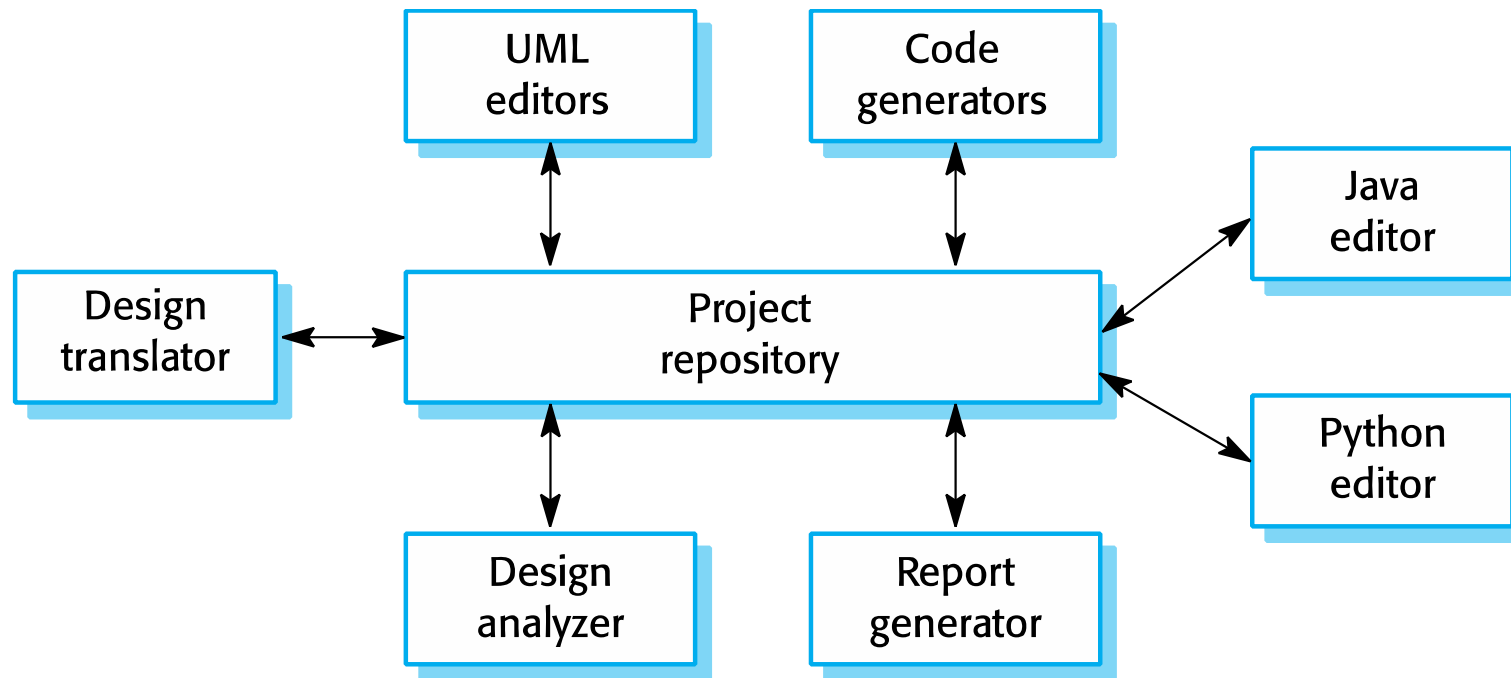 UML
editors
Code
generators
Java
editor
Design
translator
Project
repository
Python
editor
Design
analyzer
Report
generator